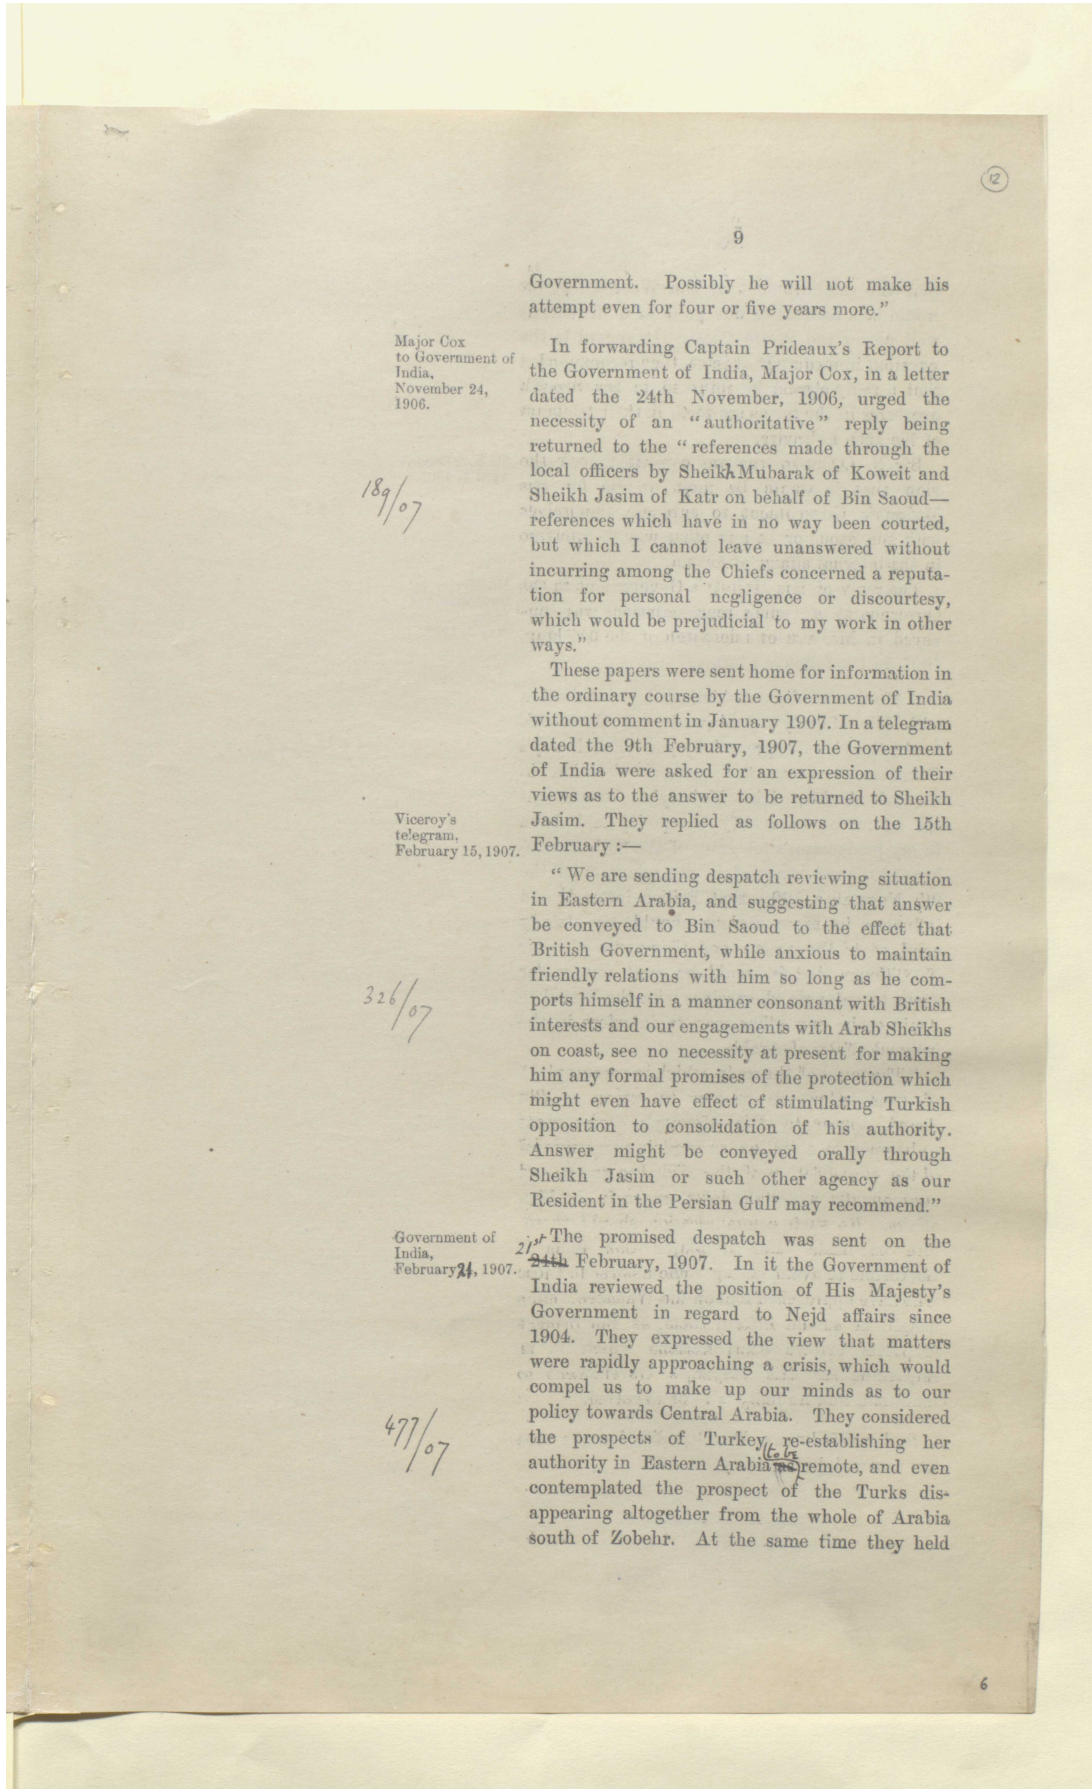 12
9
Government. Possibly he will not make his
attempt even for four or five years more.”
Major Cox
to Government of
India,
November 24,
1906.
In forwarding Captain Prideaux’s Report to
the Government of India, Major Cox, in a letter
dated the 24th November, 1906, urged the
necessity of an “authoritative” reply being
returned to the “references made through the
local officers by Sheikh Mubarak of Koweit and
Sheikh Jasim of Katr on behalf of Bin Saoud—
references which have in no way been courted,
but which I cannot leave unanswered without
incurring among the Chiefs concerned a reputa-
tion for personal negligence or discourtesy,
which would be prejudicial to my work in other
ways.”
189/07
These papers were sent home for information in
the ordinary course by the Government of India
without comment in January 1907. In a telegram
dated the 9th February, 1907, the Government
of India were asked for an expression of their
views as to the answer to be returned to Sheikh
Jasim. They replied as follows on the 15th
February :—
Viceroy’s
telegram,
February 15, 1907.
“We are sending despatch reviewing situation
in Eastern Arabia, and suggesting that answer
be conveyed to Bin Saoud to the effect that
British Government, while anxious to maintain
friendly relations with him so long as he com-
ports himself in a manner consonant with British
interests and our engagements with Arab Sheikhs
on coast, see no necessity at present for making
him any formal promises of the protection which
might even have effect of stimulating Turkish
opposition to consolidation of his authority.
Answer might be conveyed orally through
Sheikh Jasim or such other agency as our
Resident in the Persian Gulf may recommend.”
326/07
Government of
India,
February 21, 1907.
The promised despatch was sent on the
21st
24th February, 1907. In it the Government of
India reviewed the position of His Majesty’s
Government in regard to Nejd affairs since
1904. They expressed the view that matters
were rapidly approaching a crisis, which would
compel us to make up our minds as to our
policy towards Central Arabia. They considered
the prospects of Turkey re-establishing her
to be
authority in Eastern Arabia as remote, and even
contemplated the prospect of the Turks dis-
appearing altogether from the whole of Arabia
south of Zobehr. At the same time they held
477/07
6